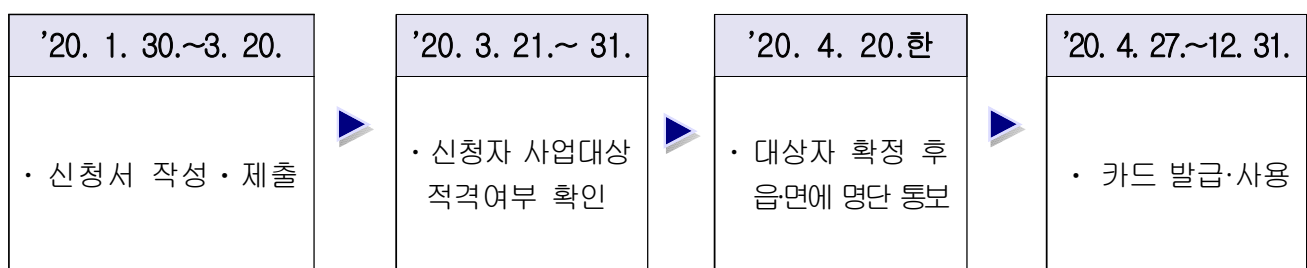 ’20. 1. 30.~3. 20.
· 신청서 작성 · 제출
’20. 3. 21.~ 31.
· 신청자 사업대상
적격여부 확인
’20. 4. 20.한
· 대상자 확정 후
읍·면에 명단 통보
’20. 4. 27.~12. 31.
· 카드 발급·사용